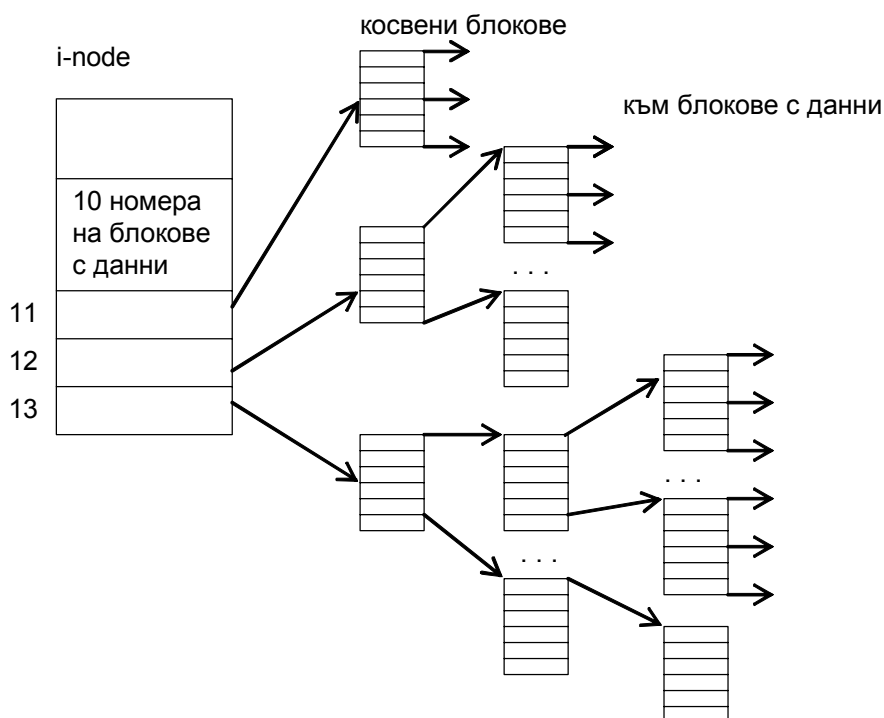 косвени блокове
i-node
към блокове с данни
10 номера
на блокове
с данни
. . .
11
12
13
. . .
. . .